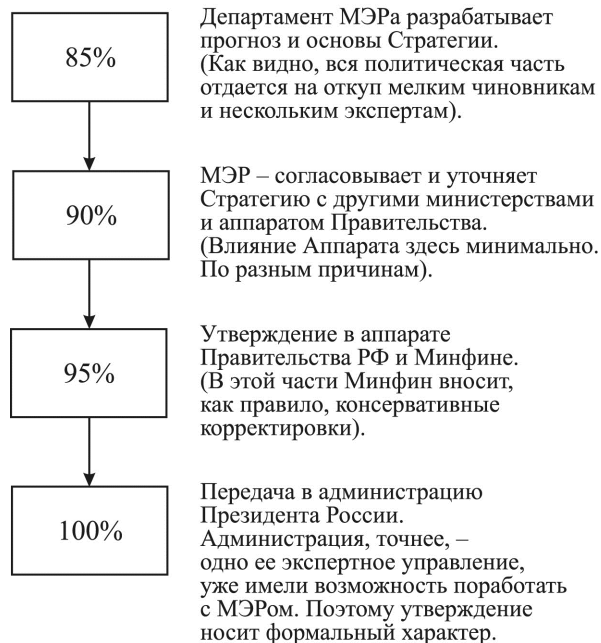 85%
Департамент МЭРа разрабатывает
прогноз и основы Стратегии.
(Как видно, вся политическая часть
отдается на откуп мелким чиновникам
и нескольким экспертам).
90%
МЭР – согласовывает и уточняет
Стратегию с другими министерствами
и аппаратом Правительства.
(Влияние Аппарата здесь минимально.
По разным причинам).
95%
Утверждение в аппарате
Правительства РФ и Минфине.
(В этой части Минфин вносит,
как правило, консервативные
корректировки).
100%
Передача в администрацию
Президента России.
Администрация, точнее, –
одно ее экспертное управление,
уже имели возможность поработать
с МЭРом. Поэтому утверждение
носит формальный характер.